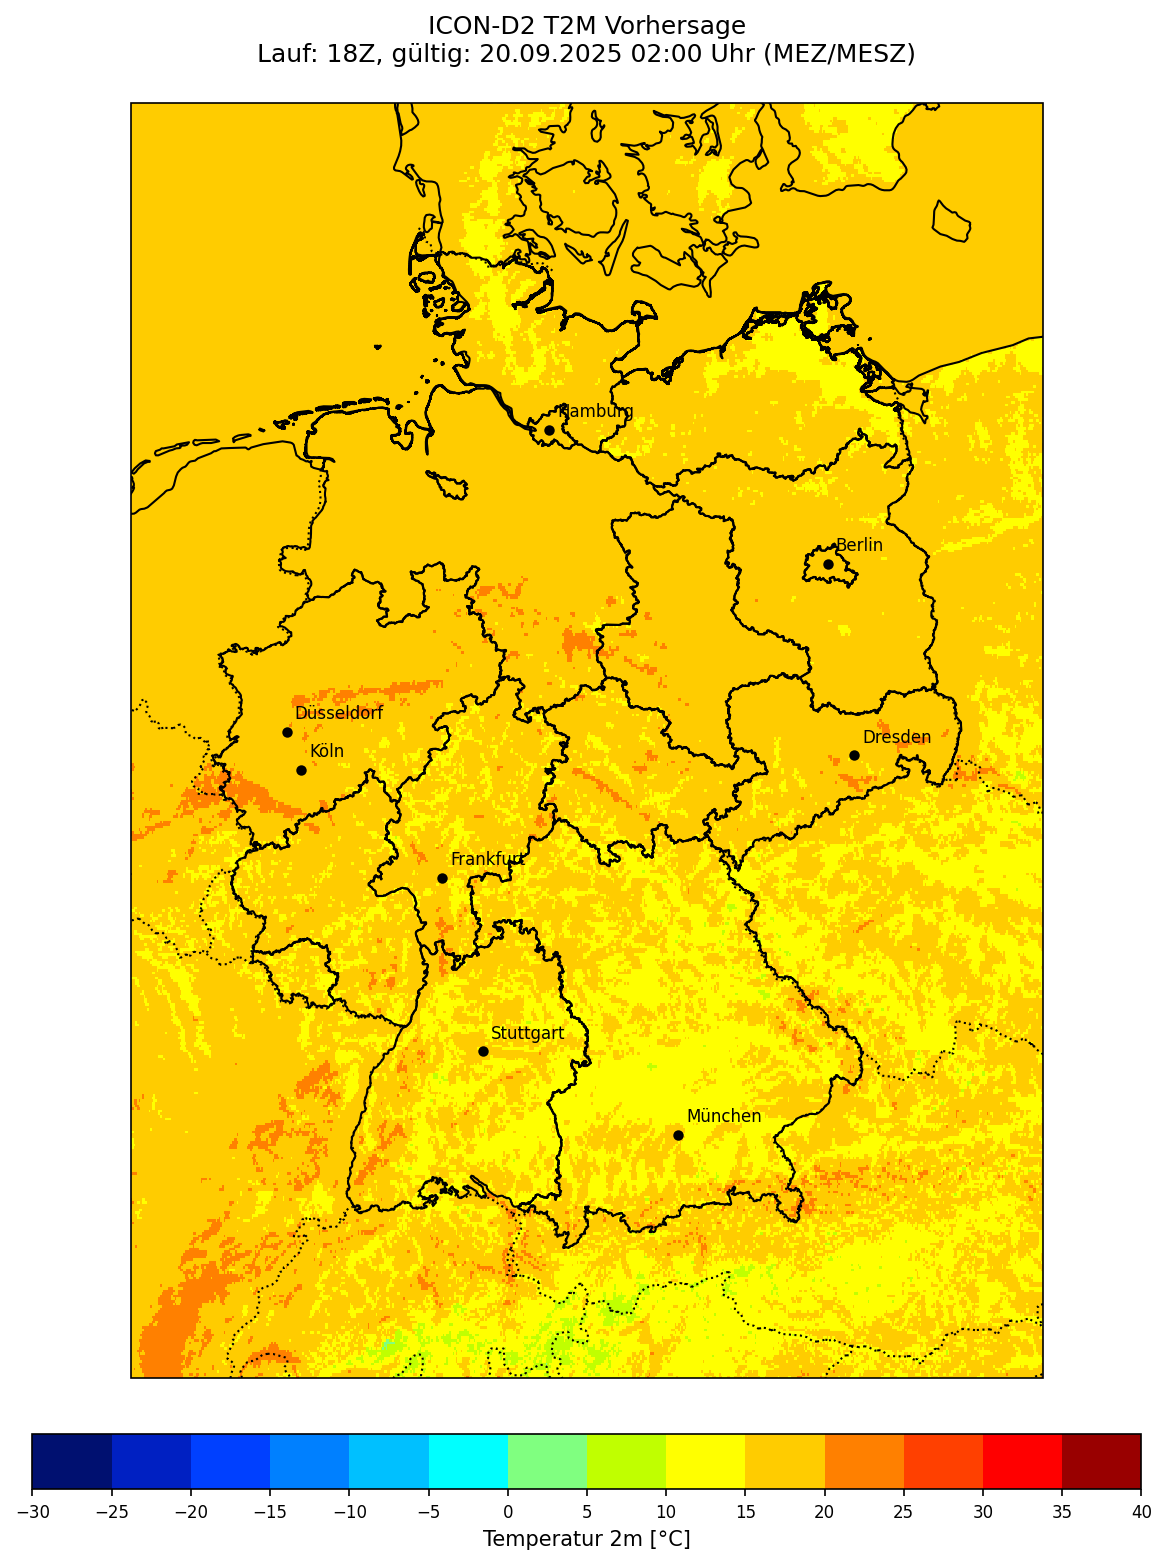 ICON-D2 T2M Vorhersage
Lauf: 18Z, gültig: 20.09.2025 02:00 Uhr (MEZ/MESZ)
Hamburg
Berlin
Düsseldorf
Dresden
Köln
Frankfurt
Stuttgart
München
−30 −25 −20 −15 −10 −5 0 5 10 15 20 25 30 35 40
Temperatur 2m [°C]